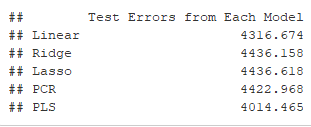 ##        Test Errors from Each Model
## Linear                    4316.674
## Ridge                     4436.158
## Lasso                     4436.618
## PCR                       4422.968
## PLS                       4014.465